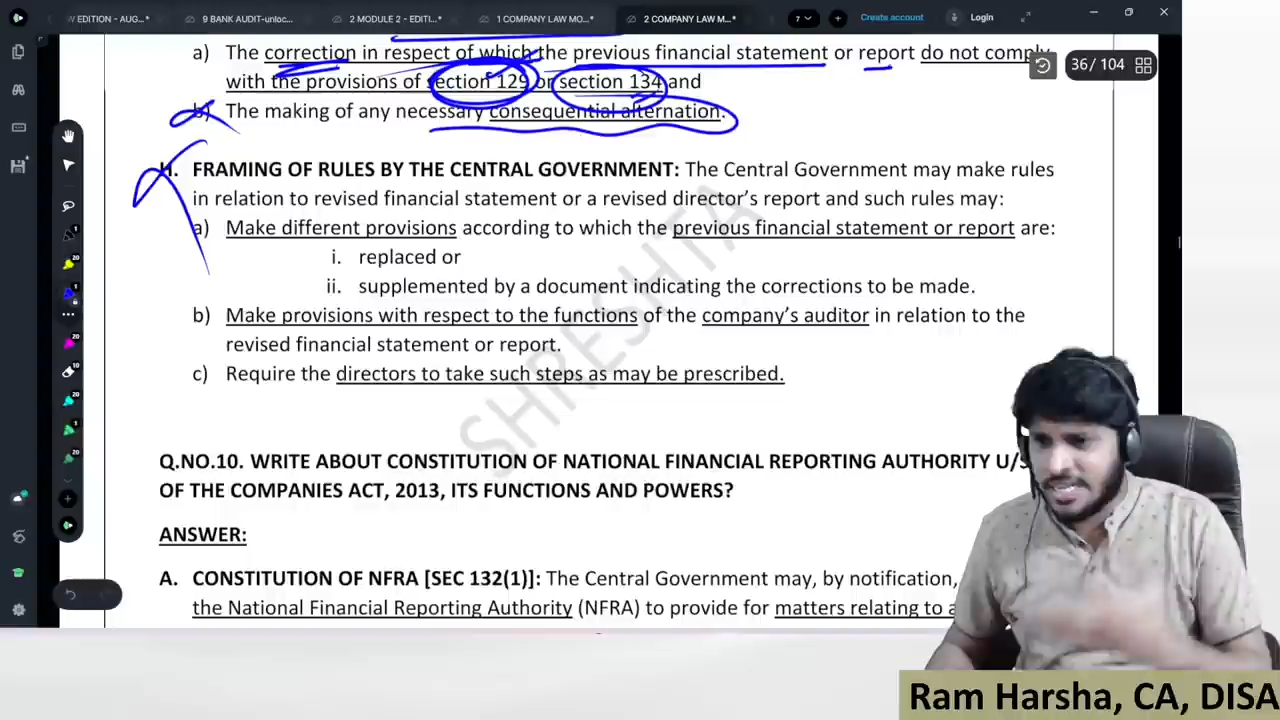 W EDITION - AUG...*
9 BANK AUDIT-unloc...
2 MODULE 2 - EDITI...*
1 COMPANY LAW MO...*
2 COMPANY LAW M...*
7
Create account
Login
36 / 104
a) The correction in respect of which the previous financial statement or report do not comply
with the provisions of section 129 or section 134 and
b) The making of any necessary consequential alternation.
H. FRAMING OF RULES BY THE CENTRAL GOVERNMENT: The Central Government may make rules
in relation to revised financial statement or a revised director's report and such rules may:
a) Make different provisions according to which the previous financial statement or report are:
i. replaced or
ii. supplemented by a document indicating the corrections to be made.
b) Make provisions with respect to the functions of the company's auditor in relation to the
revised financial statement or report.
c) Require the directors to take such steps as may be prescribed.
SHRESHTA
Q.NO.10. WRITE ABOUT CONSTITUTION OF NATIONAL FINANCIAL REPORTING AUTHORITY U/S
OF THE COMPANIES ACT, 2013, ITS FUNCTIONS AND POWERS?
ANSWER:
A. CONSTITUTION OF NFRA [SEC 132(1)]: The Central Government may, by notification,
the National Financial Reporting Authority (NFRA) to provide for matters relating to a
Ram Harsha, CA, DISA